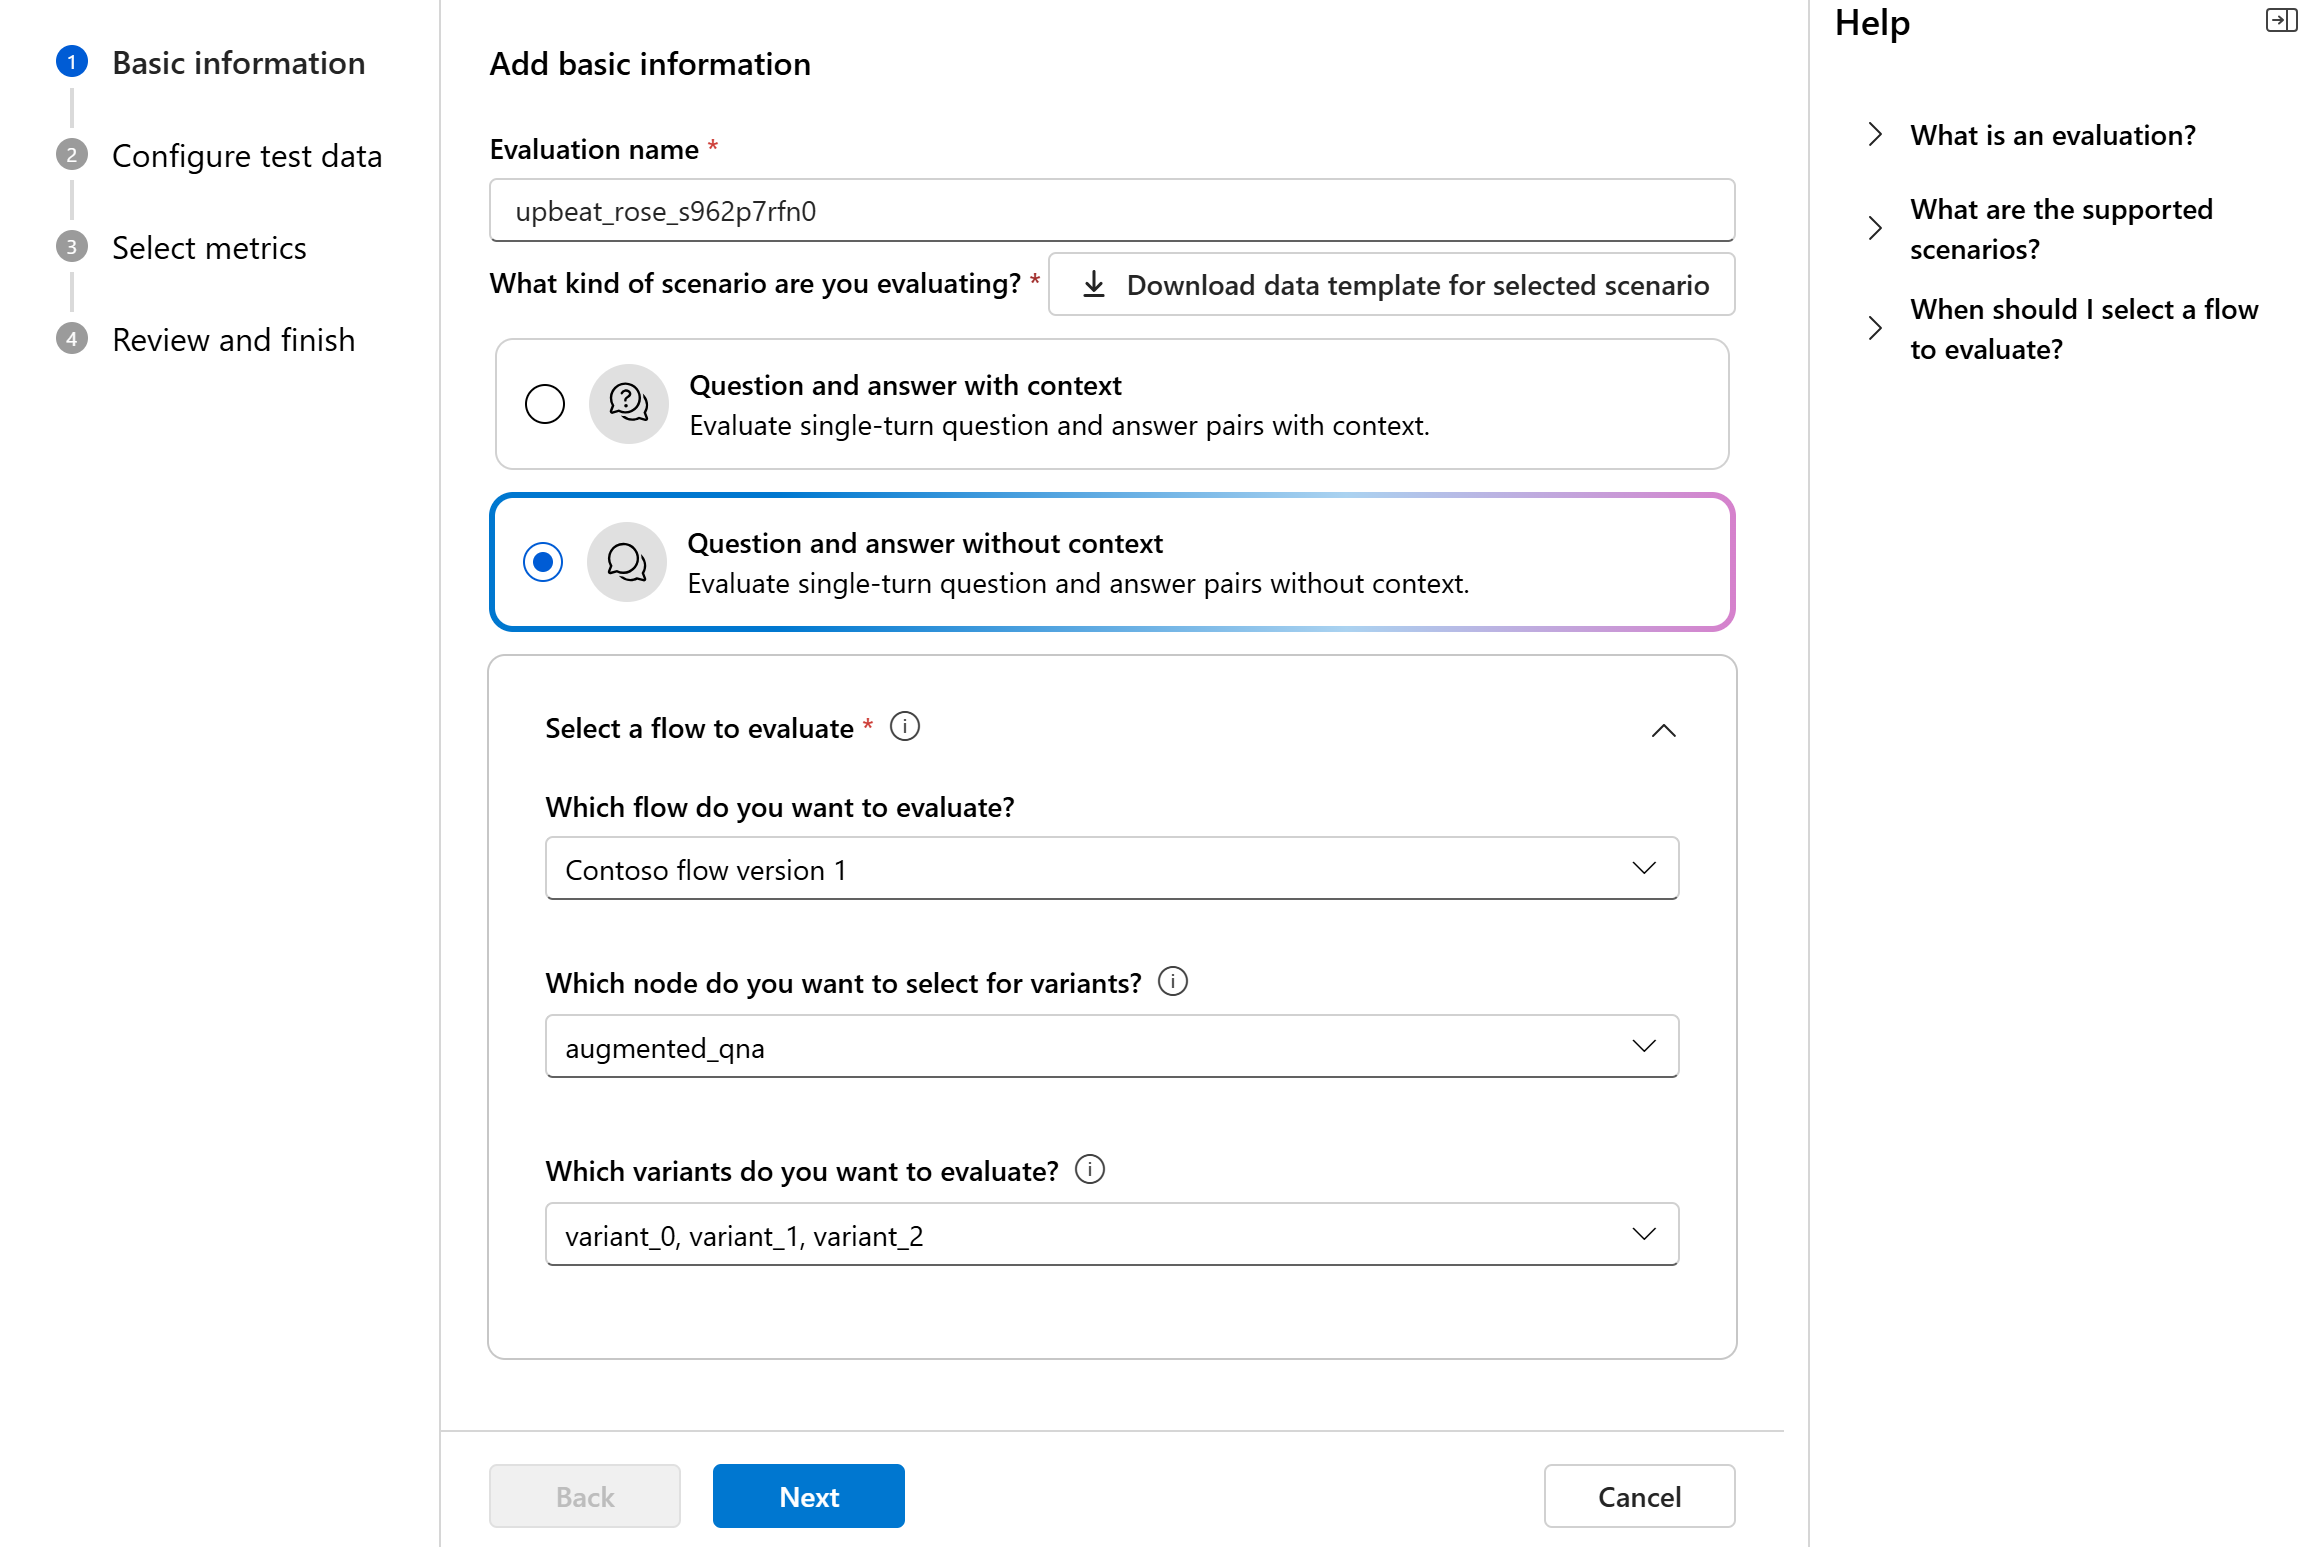 1 Basic information
2 Configure test data
3 Select metrics
4 Review and finish
Add basic information
Evaluation name *
upbeat_rose_s962p7rfn0
What kind of scenario are you evaluating? *
Download data template for selected scenario
Question and answer with context
Evaluate single-turn question and answer pairs with context.
Question and answer without context
Evaluate single-turn question and answer pairs without context.
Select a flow to evaluate *
Which flow do you want to evaluate?
Contoso flow version 1
Which node do you want to select for variants?
augmented_qna
Which variants do you want to evaluate?
variant_0, variant_1, variant_2
Back
Next
Cancel
Help
What is an evaluation?
What are the supported
scenarios?
When should I select a flow
to evaluate?